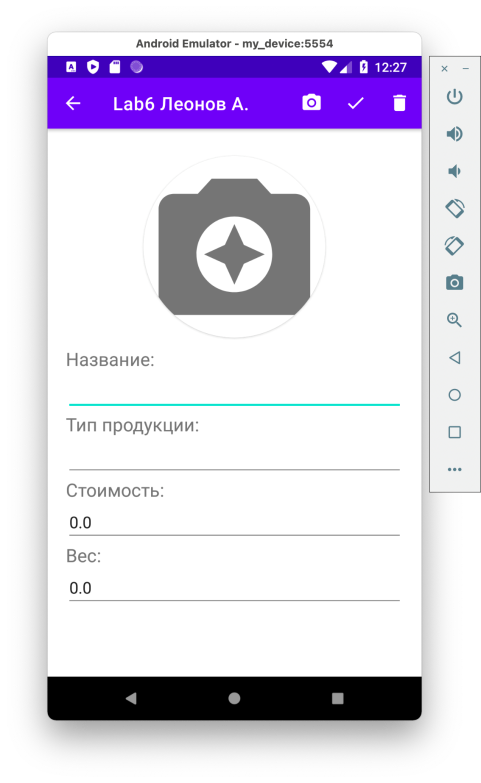 Android Emulator - my_device:5554
12:27
Lab6 Леонов А.
Название:
Тип продукции:
Стоимость:
0.0
Вес:
0.0